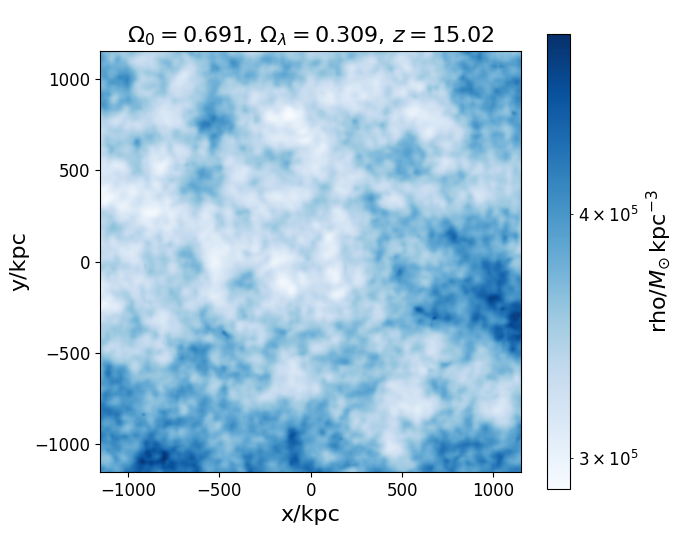 Ω₀ = 0.691, Ω_λ = 0.309, z = 15.02
1000
500
0
−500
−1000
y/kpc
−1000 −500 0 500 1000
x/kpc
4 × 10⁵
3 × 10⁵
rho/M_⊙ kpc⁻³